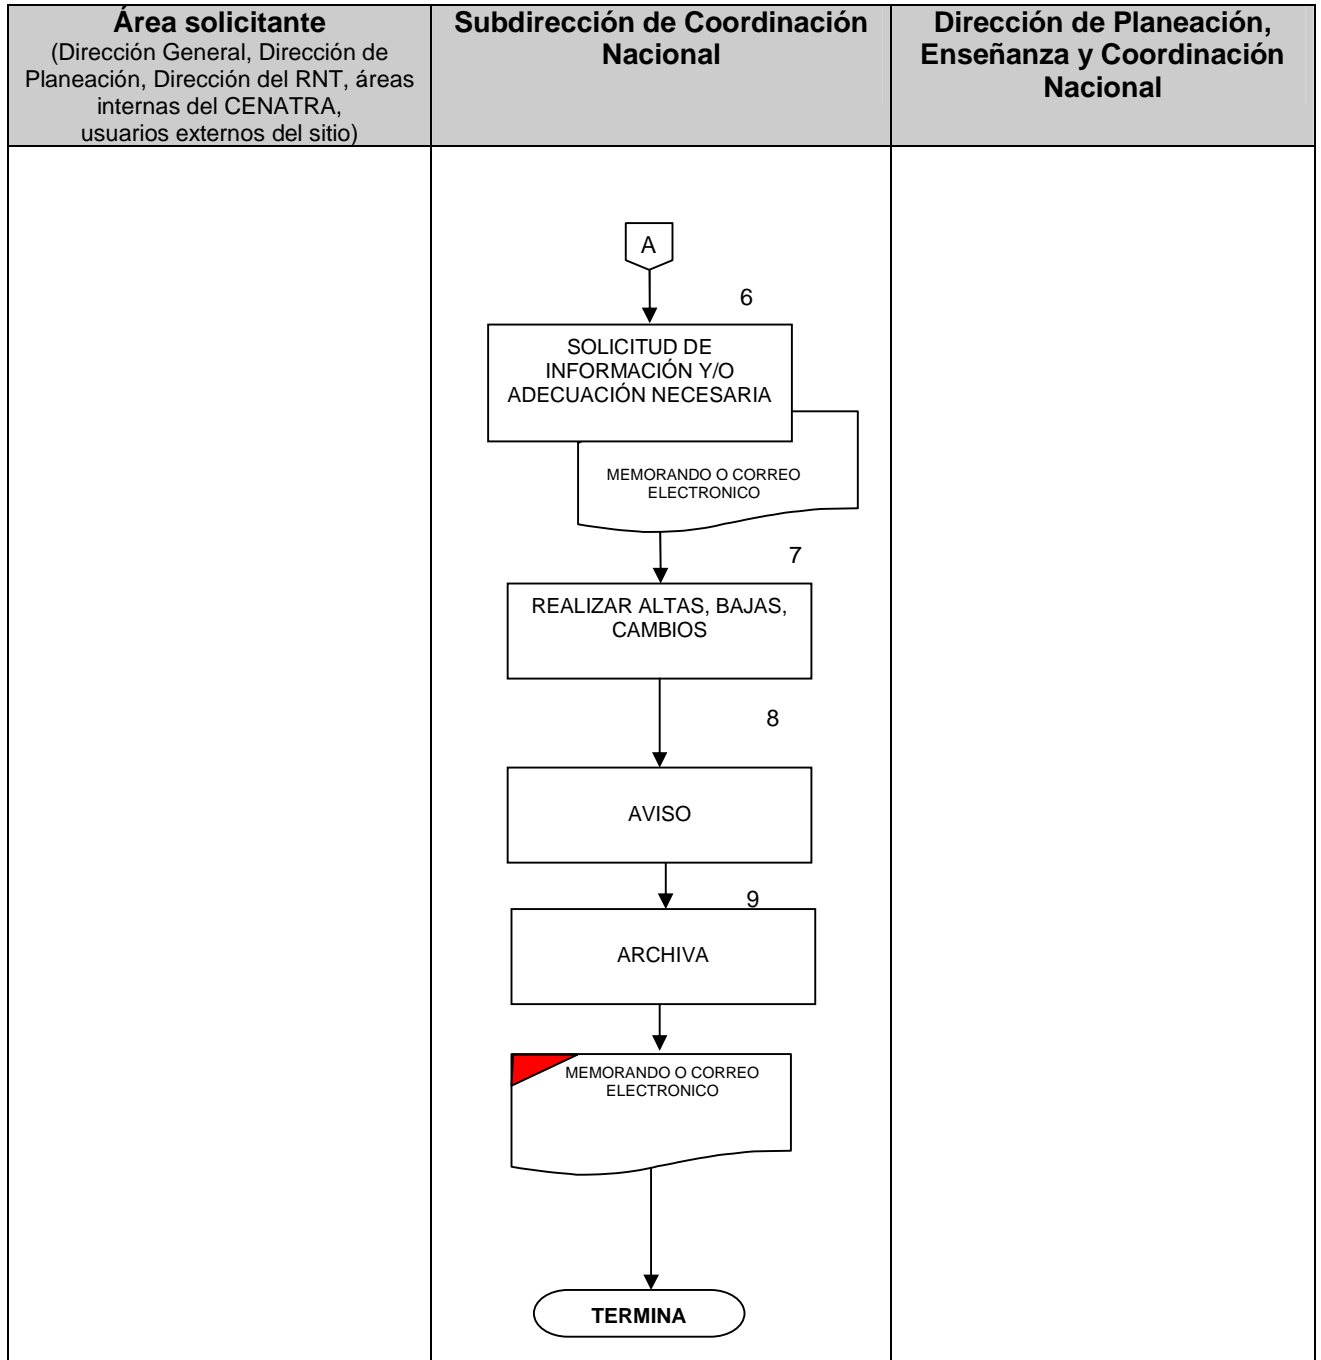 Área solicitante
(Dirección General, Dirección de
Planeación, Dirección del RNT, áreas
internas del CENATRA,
usuarios externos del sitio)
Subdirección de Coordinación
Nacional
Dirección de Planeación,
Enseñanza y Coordinación
Nacional
A
6
SOLICITUD DE
INFORMACIÓN Y/O
ADECUACIÓN NECESARIA
MEMORANDO O CORREO
ELECTRONICO
7
REALIZAR ALTAS, BAJAS,
CAMBIOS
8
AVISO
9
ARCHIVA
MEMORANDO O CORREO
ELECTRONICO
TERMINA